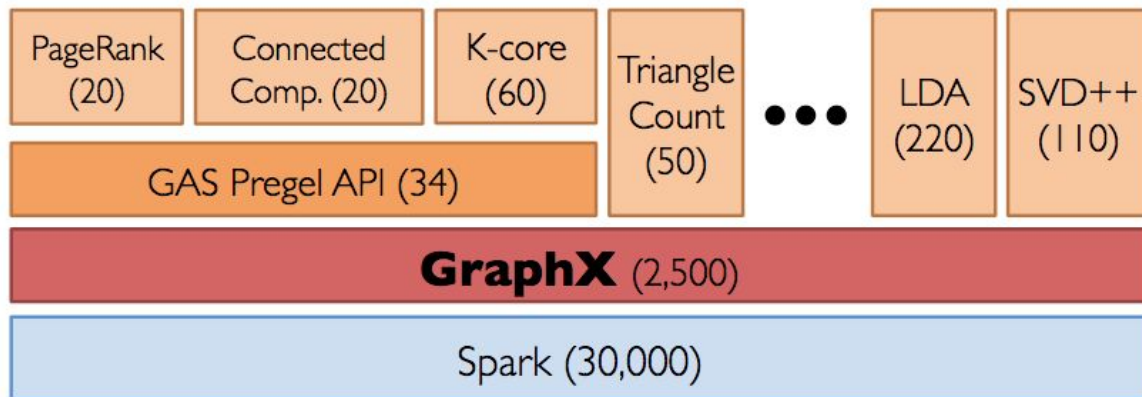 PageRank
(20)
Connected
Comp. (20)
K-core
(60)
Triangle
Count
(50)
LDA
(220)
SVD++
(110)
GAS Pregel API (34)
GraphX (2,500)
Spark (30,000)